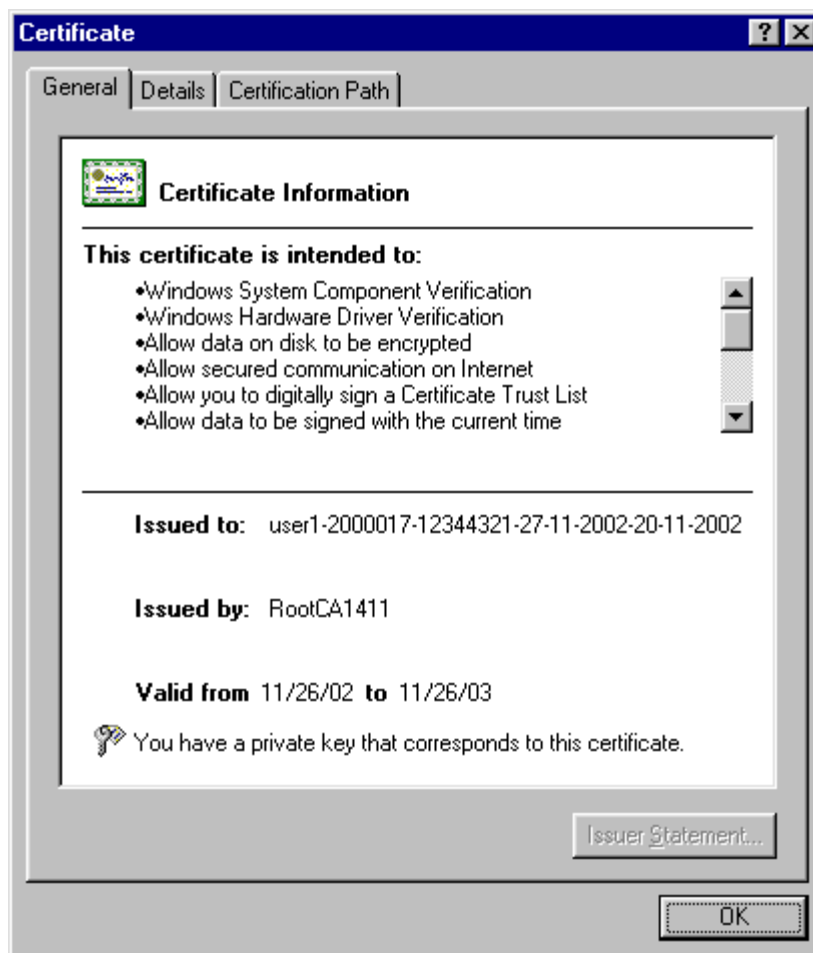 Certificate
General Details Certification Path
Certificate Information
This certificate is intended to:
•Windows System Component Verification
•Windows Hardware Driver Verification
•Allow data on disk to be encrypted
•Allow secured communication on Internet
•Allow you to digitally sign a Certificate Trust List
•Allow data to be signed with the current time
Issued to: user1-2000017-12344321-27-11-2002-20-11-2002
Issued by: RootCA1411
Valid from 11/26/02 to 11/26/03
You have a private key that corresponds to this certificate.
Issuer Statement...
OK